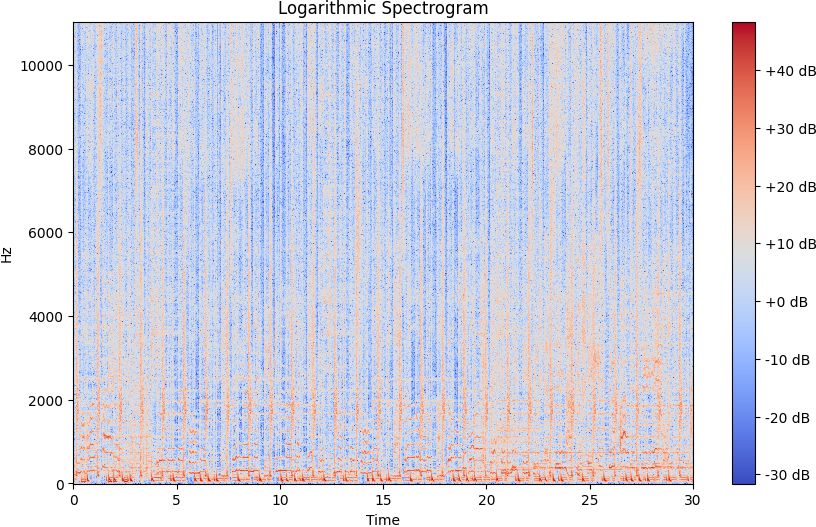 Logarithmic Spectrogram
10000
8000
6000
4000
2000
0
Hz
0 5 10 15 20 25 30
Time
+40 dB
+30 dB
+20 dB
+10 dB
+0 dB
-10 dB
-20 dB
-30 dB